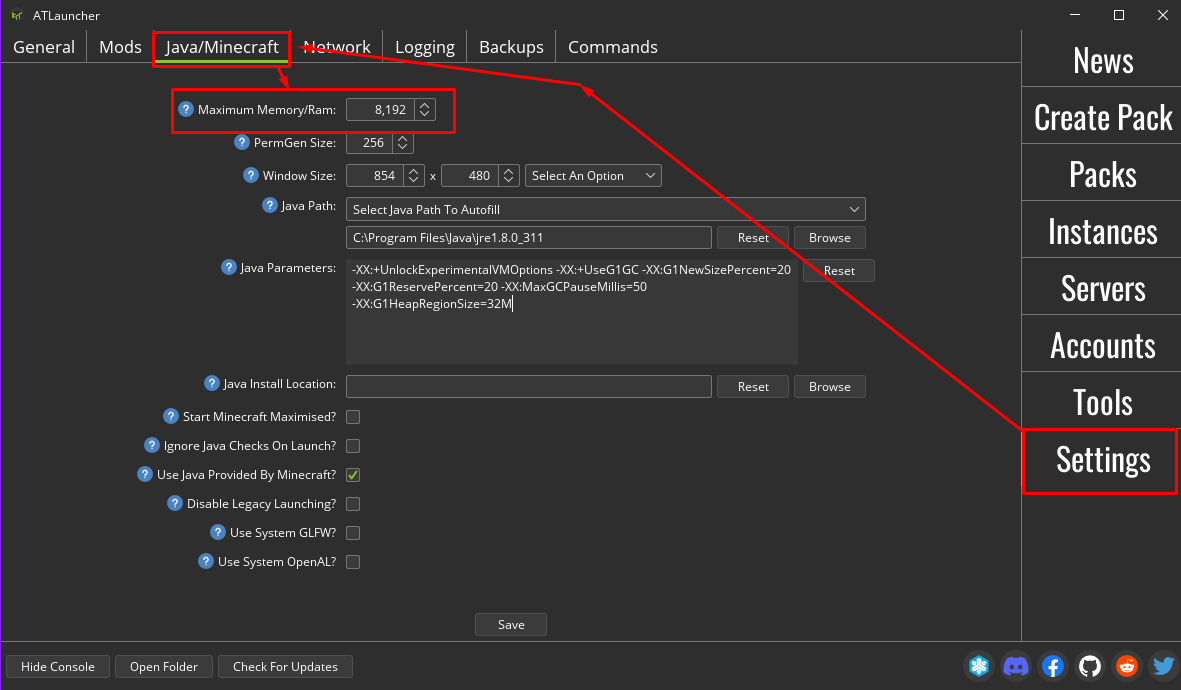 ATLauncher
General Mods Java/Minecraft Network Logging Backups Commands
News
Create Pack
Packs
Instances
Servers
Accounts
Tools
Settings
Maximum Memory/Ram: 8,192
PermGen Size: 256
Window Size: 854 x 480 Select An Option
Java Path: Select Java Path To Autofill
C:\Program Files\Java\jre1.8.0_311 Reset Browse
Java Parameters: -XX:+UnlockExperimentalVMOptions -XX:+UseG1GC -XX:G1NewSizePercent=20 Reset
-XX:G1ReservePercent=20 -XX:MaxGCPauseMillis=50
-XX:G1HeapRegionSize=32M
Java Install Location: Reset Browse
Start Minecraft Maximised?
Ignore Java Checks On Launch?
Use Java Provided By Minecraft?
Disable Legacy Launching?
Use System GLFW?
Use System OpenAL?
Save
Hide Console Open Folder Check For Updates